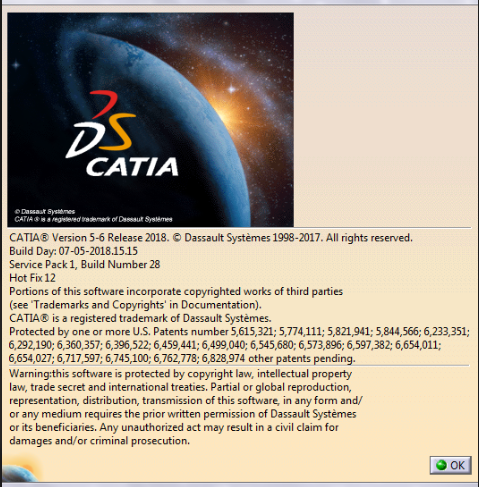 DS
CATIA
© Dassault Systèmes
CATIA ® is a registered trademark of Dassault Systèmes
CATIA® Version 5-6 Release 2018. © Dassault Systèmes 1998-2017. All rights reserved.
Build Day: 07-05-2018.15.15
Service Pack 1, Build Number 28
Hot Fix 12
Portions of this software incorporate copyrighted works of third parties
(see 'Trademarks and Copyrights' in Documentation).
CATIA® is a registered trademark of Dassault Systèmes.
Protected by one or more U.S. Patents number 5,615,321; 5,774,111; 5,821,941; 5,844,566; 6,233,351;
6,292,190; 6,360,357; 6,396,522; 6,459,441; 6,499,040; 6,545,680; 6,573,896; 6,597,382; 6,654,011;
6,654,027; 6,717,597; 6,745,100; 6,762,778; 6,828,974 other patents pending.
Warning:this software is protected by copyright law, intellectual property
law, trade secret and international treaties. Partial or global reproduction,
representation, distribution, transmission of this software, in any form and/
or any medium requires the prior written permission of Dassault Systèmes
or its beneficiaries. Any unauthorized act may result in a civil claim for
damages and/or criminal prosecution.
OK